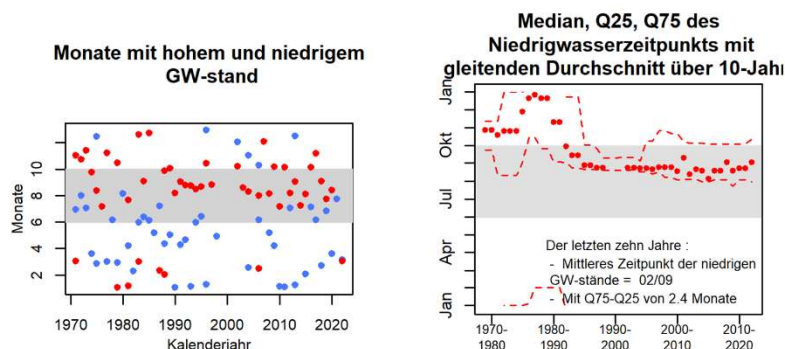 Monate mit hohem und niedrigem
GW-stand
Monate
10
8
6
4
2
1970
1980
1990
2000
2010
2020
Kalenderjahr
Median, Q25, Q75 des
Niedrigwasserzeitpunkts mit
gleitenden Durchschnitt über 10-Jahr
Jan
Okt
Jul
Apr
Jan
Der letzten zehn Jahre :
- Mittleres Zeitpunkt der niedrigen
GW-stände = 02/09
- Mit Q75-Q25 von 2.4 Monate
1970-
1980
1980-
1990
1990-
2000
2000-
2010
2012-
2022